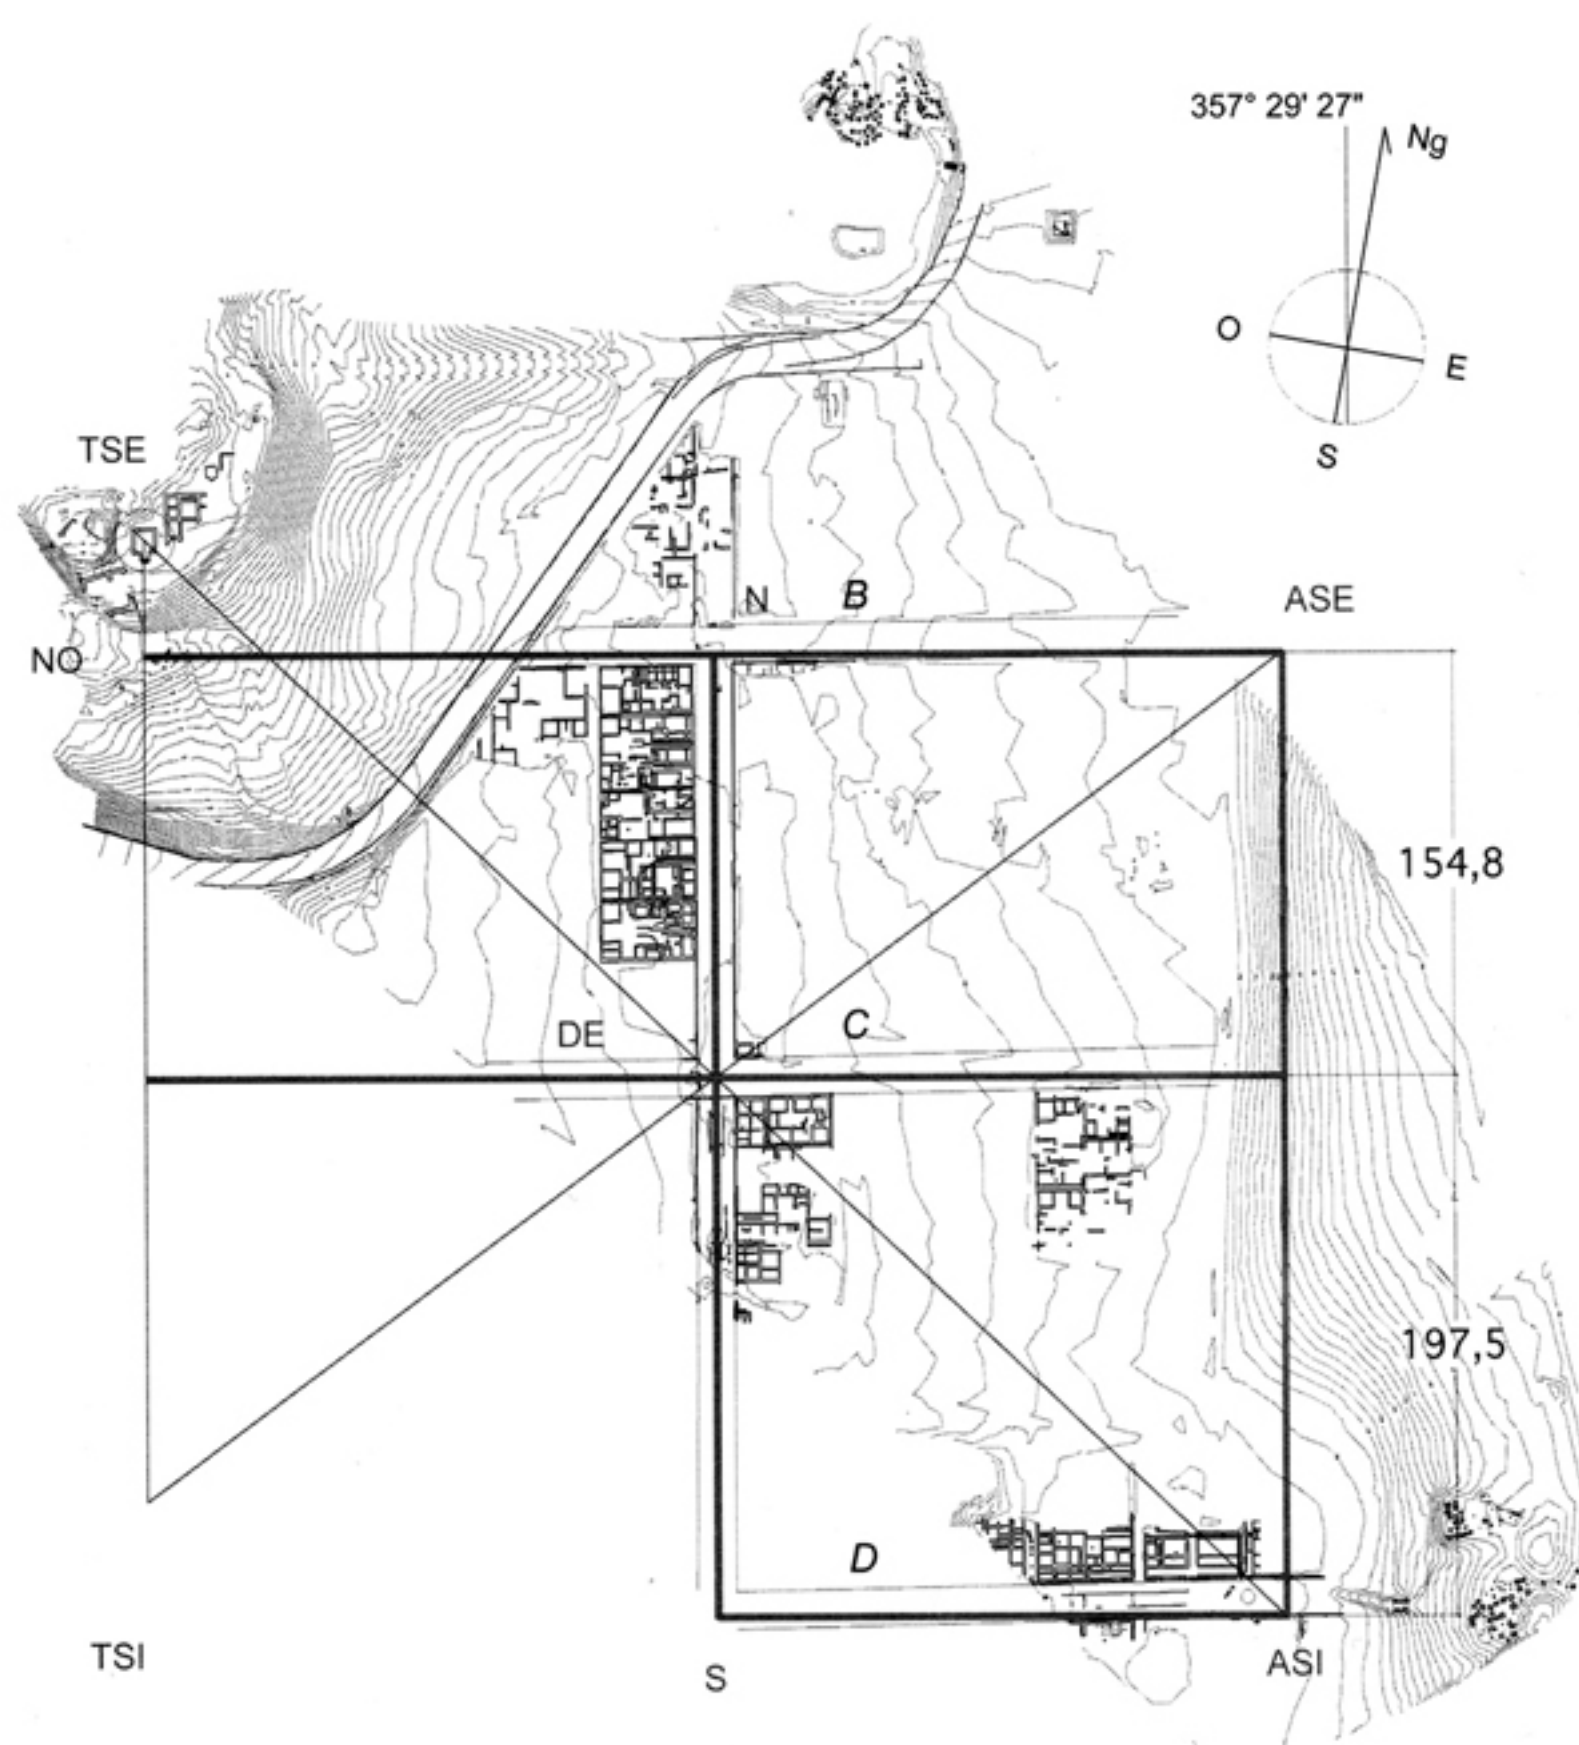 357° 29' 27"
Ng
O
E
S
TSE
N
B
ASE
NO
154,8
DE
C
197,5
D
TSI
S
ASI